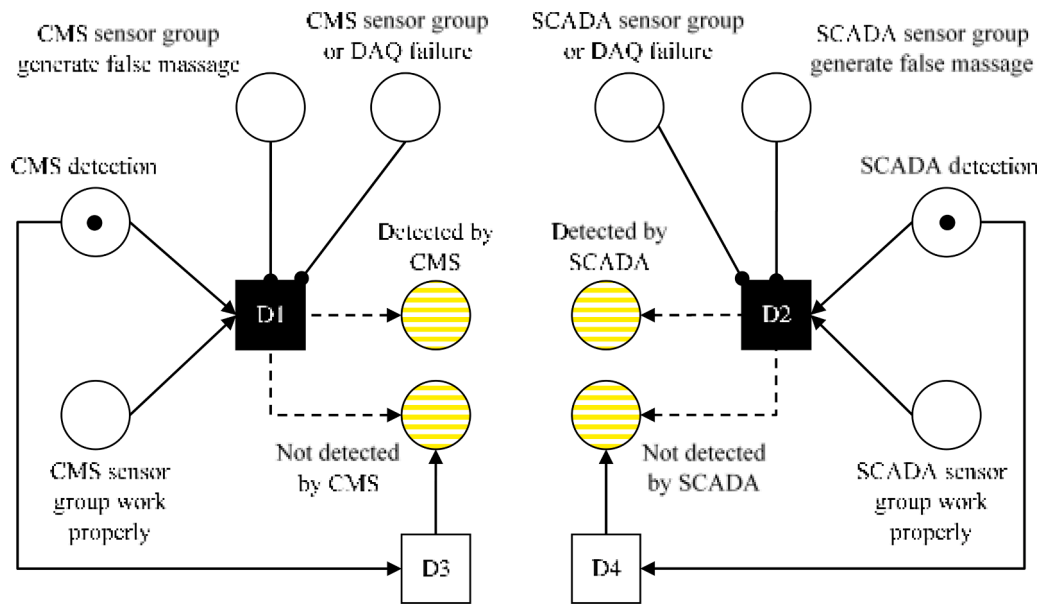 CMS sensor group
generate false massage
CMS sensor group
or DAQ failure
SCADA sensor group
or DAQ failure
SCADA sensor group
generate false massage
CMS detection
SCADA detection
Detected by
CMS
Detected by
SCADA
D1
D2
Not detected
by CMS
Not detected
by SCADA
CMS sensor
group work
properly
SCADA sensor
group work
properly
D3
D4